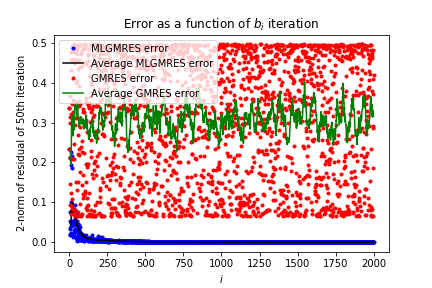 Error as a function of b_i iteration
2-norm of residual of 50th iteration
0.5
0.4
0.3
0.2
0.1
0.0
MLGMRES error
Average MLGMRES error
GMRES error
Average GMRES error
0 250 500 750 1000 1250 1500 1750 2000
i